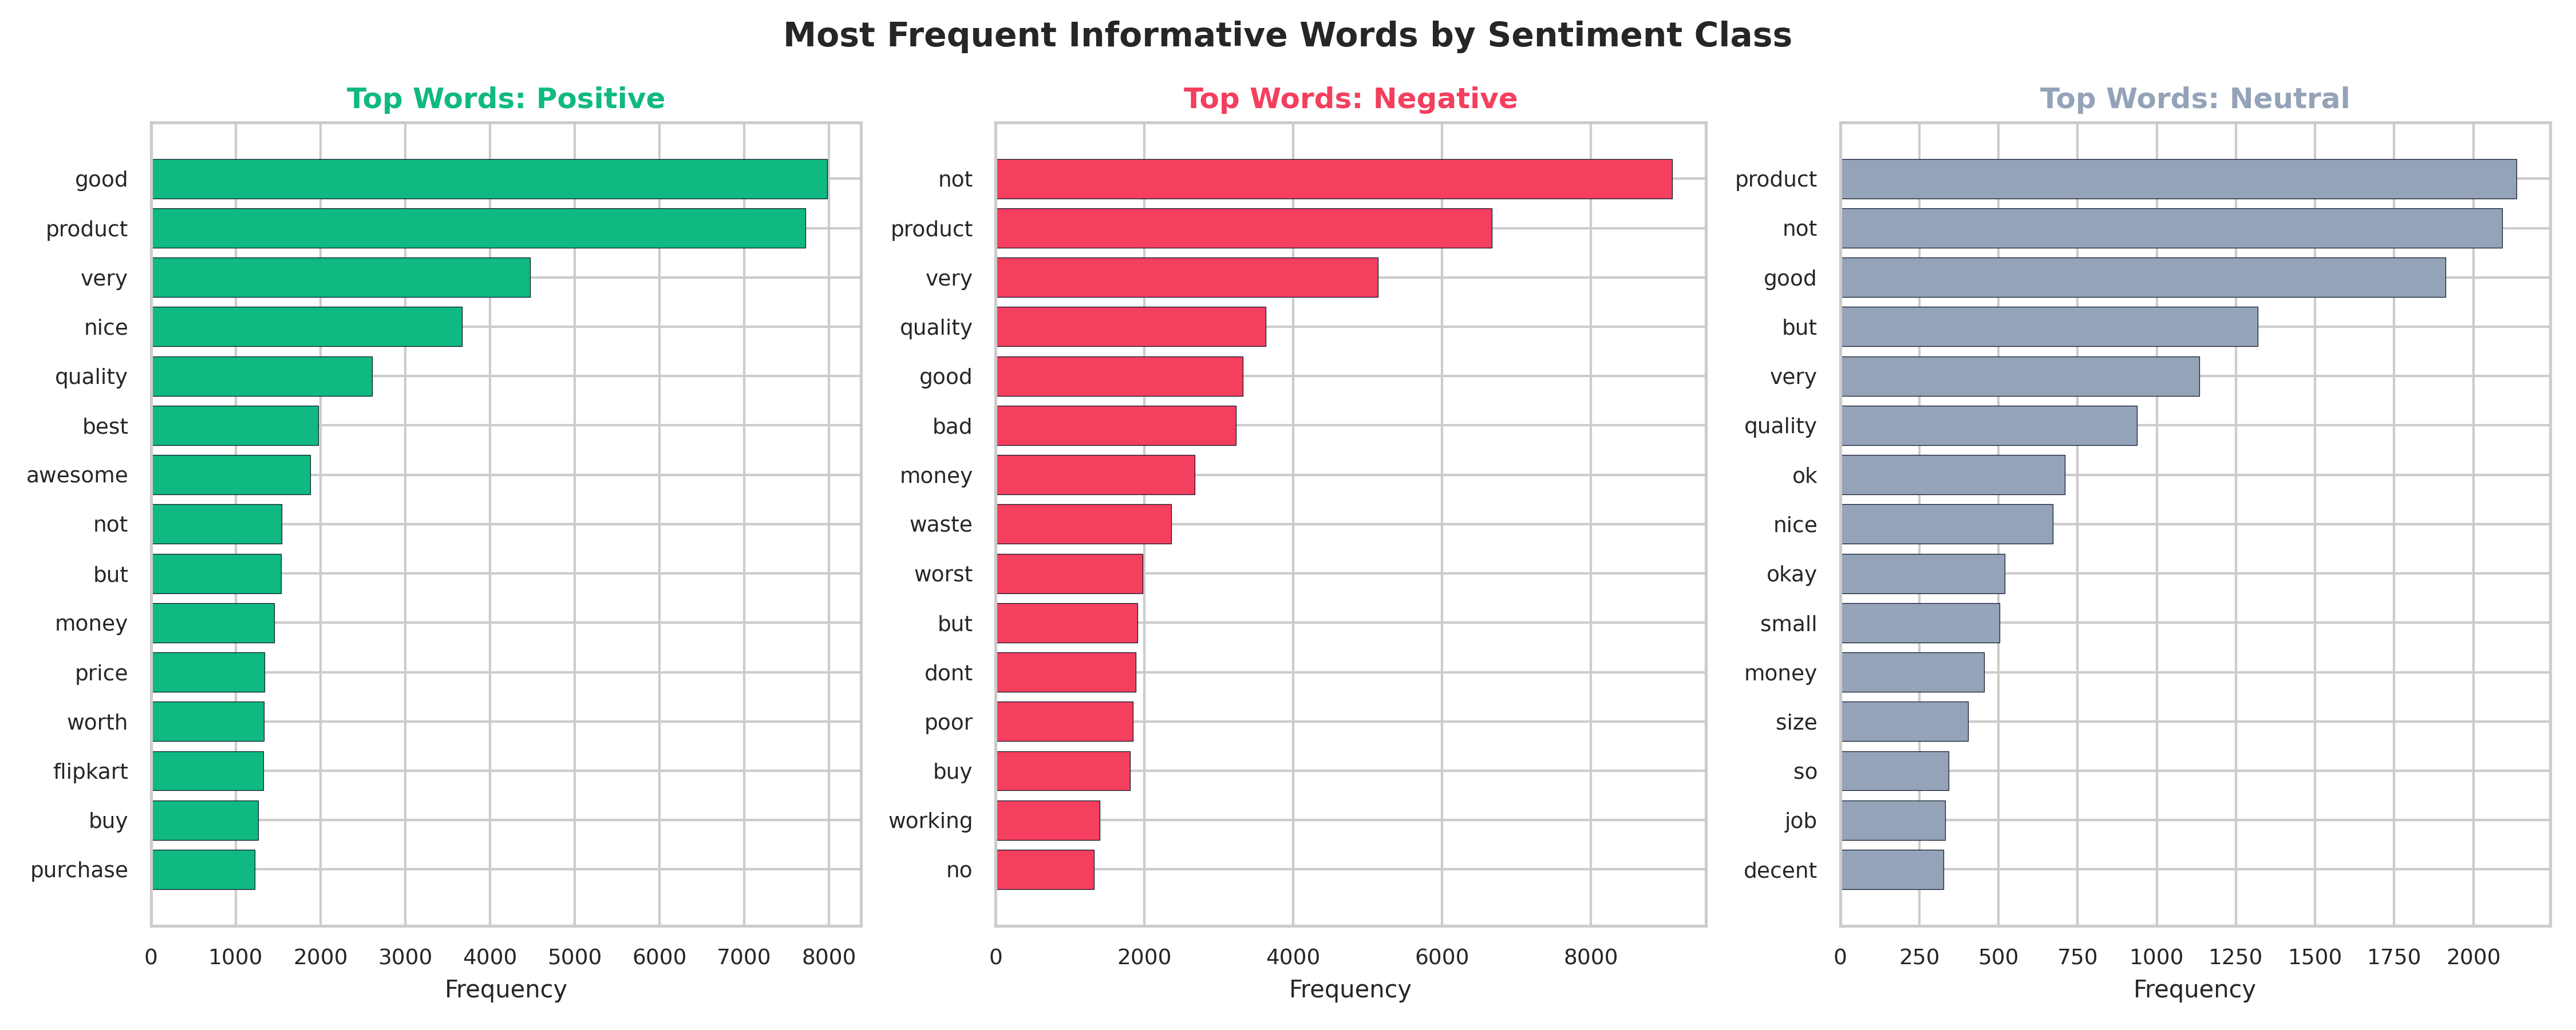 Most Frequent Informative Words by Sentiment Class
Top Words: Positive
good
product
very
nice
quality
best
awesome
not
but
money
price
worth
flipkart
buy
purchase
0 1000 2000 3000 4000 5000 6000 7000 8000
Frequency
Top Words: Negative
not
product
very
quality
good
bad
money
waste
worst
but
dont
poor
buy
working
no
0 2000 4000 6000 8000
Frequency
Top Words: Neutral
product
not
good
but
very
quality
ok
nice
okay
small
money
size
so
job
decent
0 250 500 750 1000 1250 1500 1750 2000
Frequency